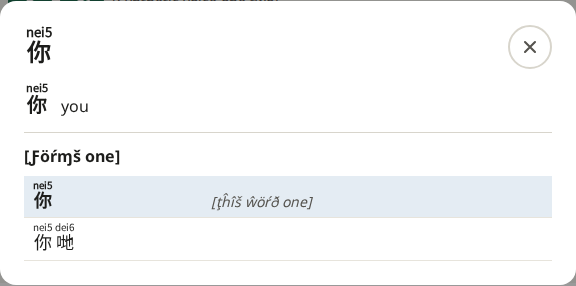 nei5
你
nei5
你 you
[Ƒöŕɱš one]
nei5
你 [ţĥîš ŵöŕð one]
nei5 dei6
你 哋